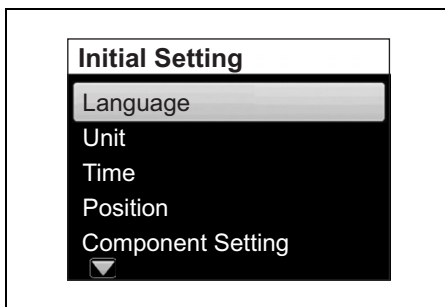 Initial Setting
Language
Unit
Time
Position
Component Setting